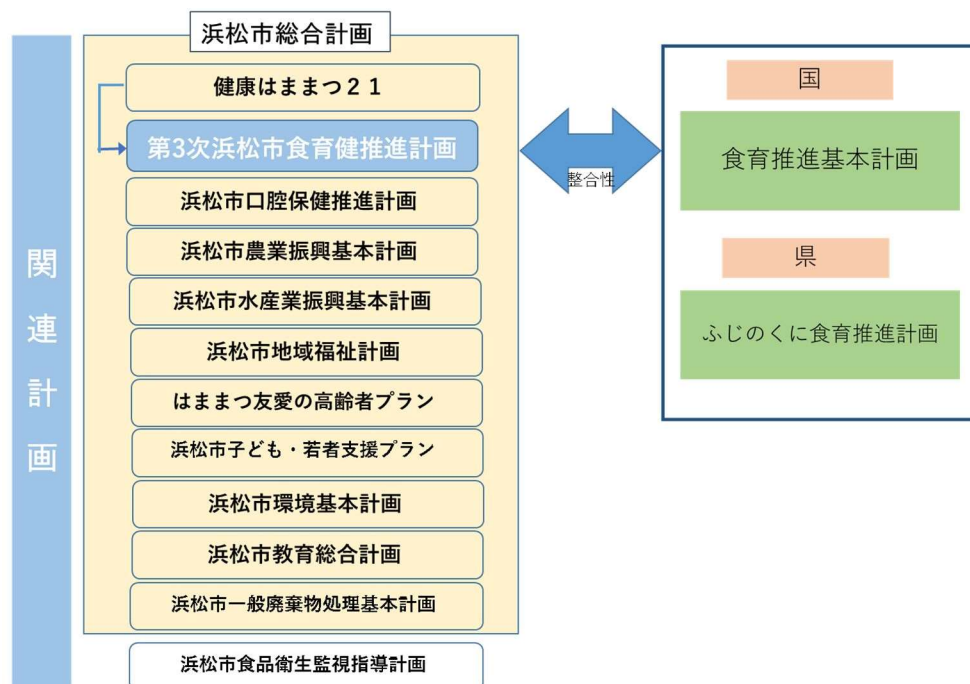 浜松市総合計画
健康はままつ２１
第3次浜松市食育健推進計画
浜松市口腔保健推進計画
浜松市農業振興基本計画
浜松市水産業振興基本計画
浜松市地域福祉計画
はままつ友愛の高齢者プラン
浜松市子ども・若者支援プラン
浜松市環境基本計画
浜松市教育総合計画
浜松市一般廃棄物処理基本計画
浜松市食品衛生監視指導計画
関連計画
整合性
国
食育推進基本計画
県
ふじのくに食育推進計画